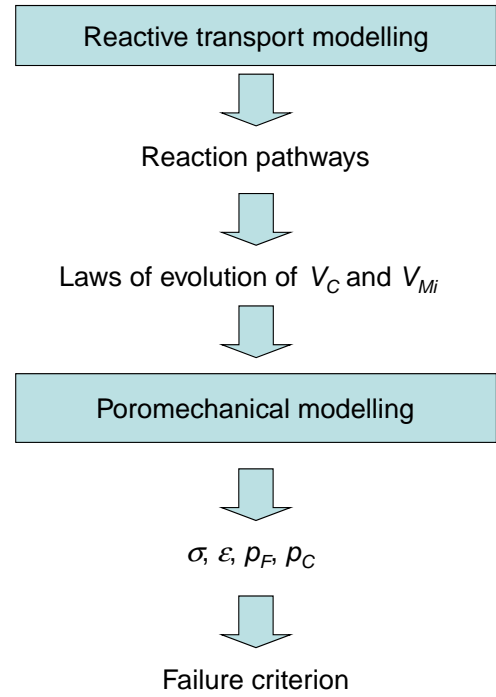 Reactive transport modelling
Reaction pathways
Laws of evolution of V_C and V_Mi
Poromechanical modelling
σ, ε, p_F, p_C
Failure criterion